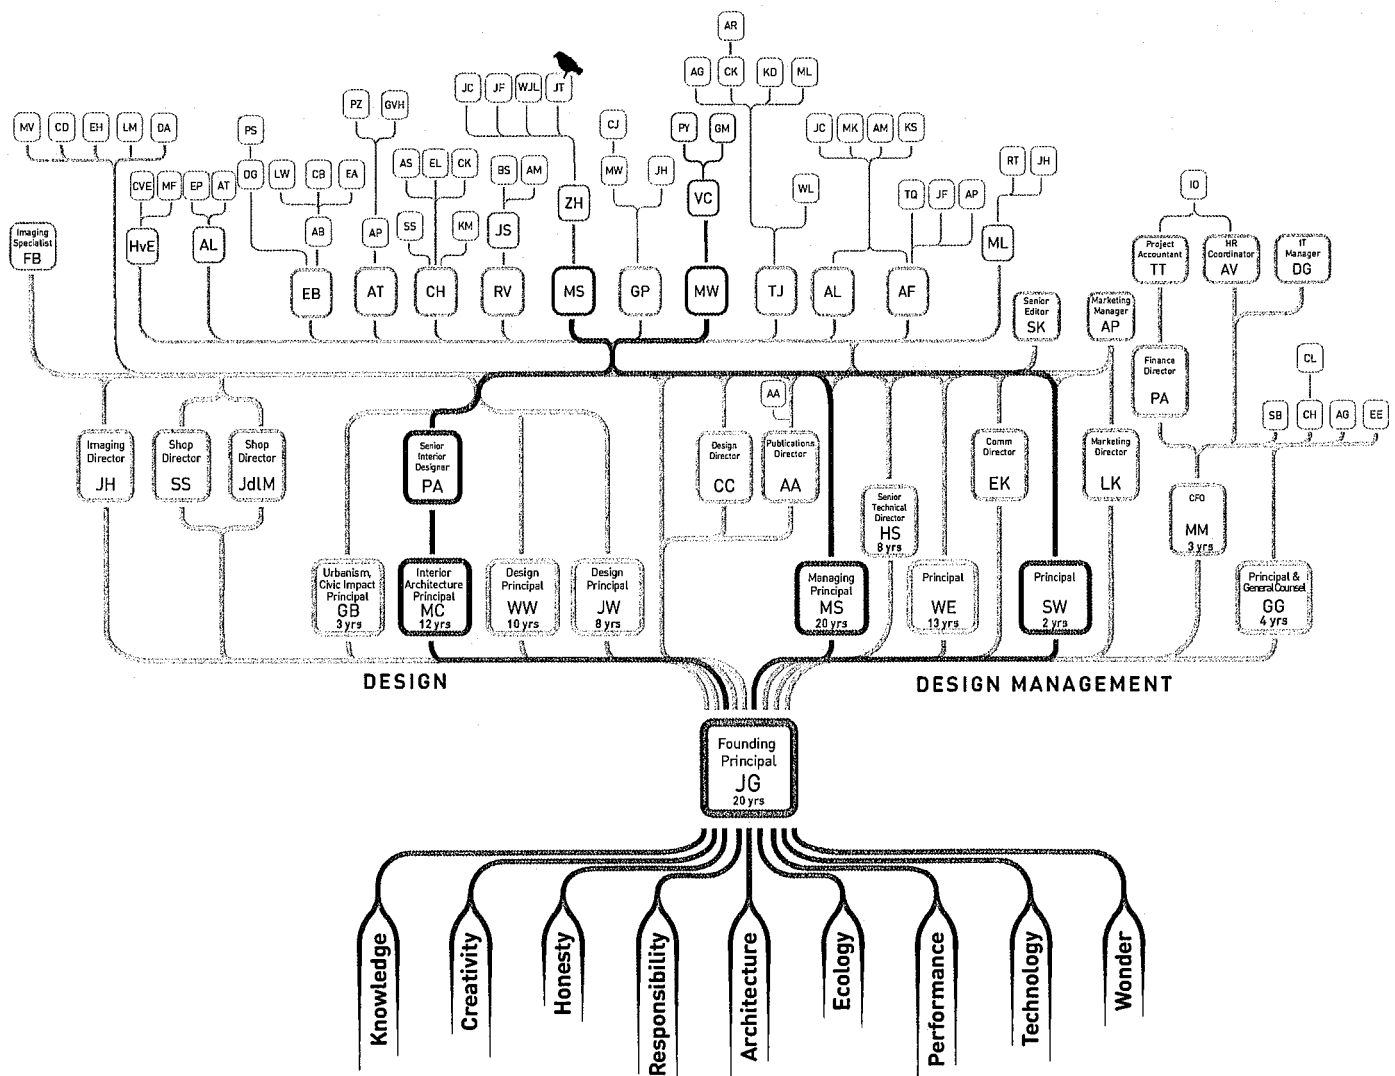 AR
AG CK KD ML
JC JF WJL JT
PZ GVH
MV CD EH LM DA
PS
CJ
PY GM
JC MK AM KS
AS EL CK
BS AM
RT JH
CVE MF EP AT
DG LW CB EA
MW JH
WL
IO
ZH
VC
TQ JF AP
SS KM
AB
AP
JS
Imaging
Specialist
FB
HvE
AL
ML
Project
Accountant
TT
HR
Coordinator
AV
IT
Manager
DG
EB AT CH RV MS GP MW TJ AL AF
Senior
Editor
SK
Marketing
Manager
AP
Finance
Director
PA
CL
SB CH AG EE
AA
Imaging
Director
JH
Shop
Director
SS
Shop
Director
JdlM
Senior
Interior
Designer
PA
Design
Director
CC
Publications
Director
AA
Senior
Technical
Director
HS
8 yrs
Comm
Director
EK
Marketing
Director
LK
CFO
MM
3 yrs
Urbanism,
Civic Impact
Principal
GB
3 yrs
Interior
Architecture
Principal
MC
12 yrs
Design
Principal
WW
10 yrs
Design
Principal
JW
8 yrs
Managing
Principal
MS
20 yrs
Principal
WE
13 yrs
Principal
SW
2 yrs
Principal &
General Counsel
GG
4 yrs
DESIGN
DESIGN MANAGEMENT
Founding
Principal
JG
20 yrs
Knowledge
Creativity
Honesty
Responsibility
Architecture
Ecology
Performance
Technology
Wonder